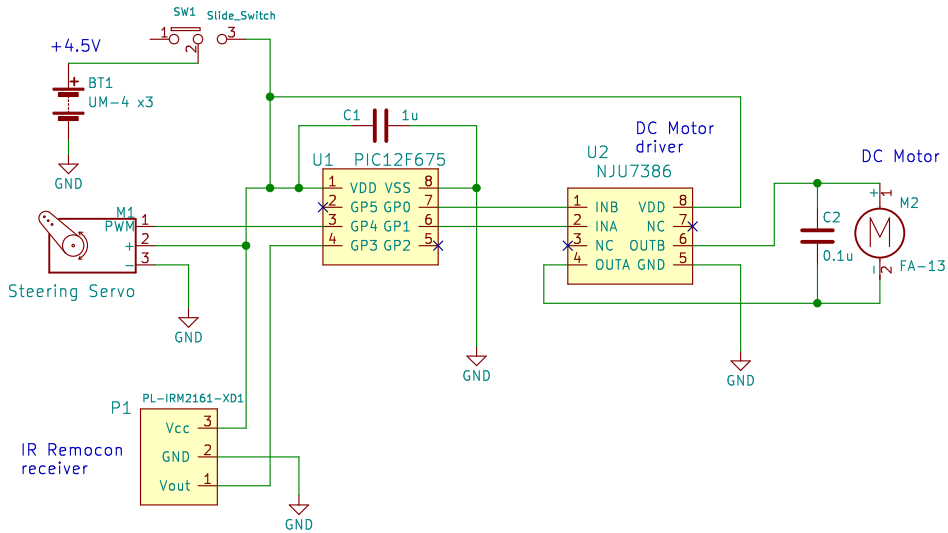 SW1 Slide_Switch
1 2 3
+4.5V
+
BT1
UM-4 x3
GND
C1 1u
U1 PIC12F675
1 VDD VSS 8
2 GP5 GP0 7
3 GP4 GP1 6
4 GP3 GP2 5
GND
DC Motor
driver
U2
NJU7386
1 INB VDD 8
2 INA NC 7
3 NC OUTB 6
4 OUTA GND 5
GND
DC Motor
C2
0.1u
+ 1
M2
M
FA-13
- 2
M1
PWM 1
+ 2
- 3
Steering Servo
GND
P1 PL-IRM2161-XD1
Vcc 3
GND 2
Vout 1
IR Remocon
receiver
GND